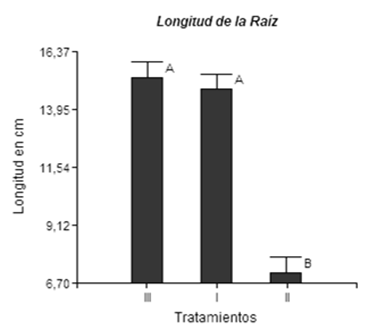 Longitud de la Raíz
Longitud en cm
16,37
13,95
11,54
9,12
6,70
A
A
B
III
I
II
Tratamientos